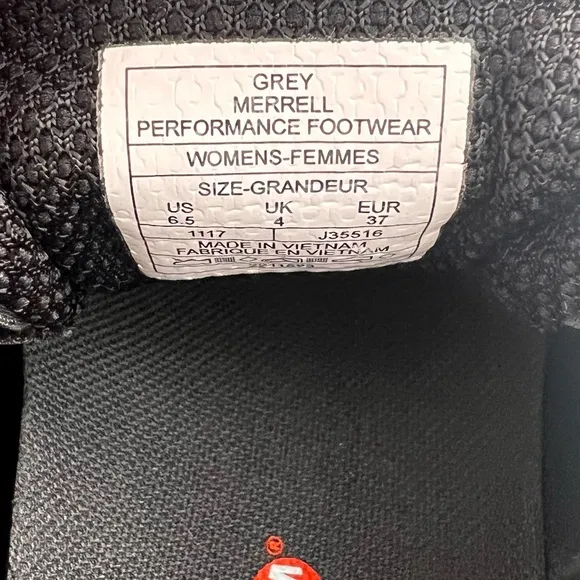 GREY
MERRELL
PERFORMANCE FOOTWEAR
WOMENS-FEMMES
SIZE-GRANDEUR
US UK EUR
6.5 4 37
1117 J35516
MADE IN VIETNAM
FABRIQUE EN VIETNAM